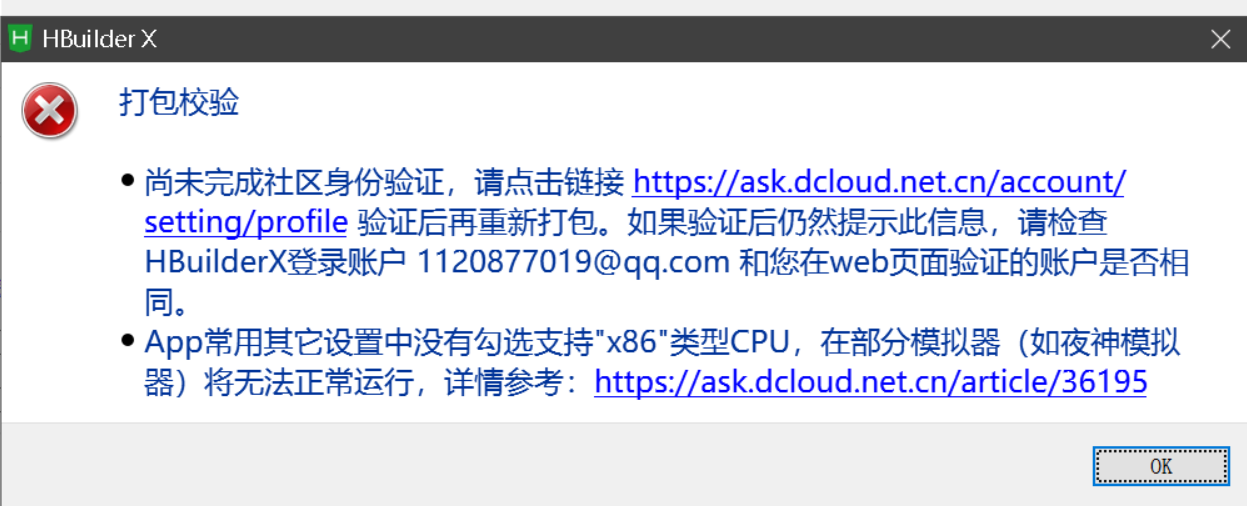 HBuilder X
打包校验
尚未完成社区身份验证，请点击链接 https://ask.dcloud.net.cn/account/
setting/profile 验证后再重新打包。如果验证后仍然提示此信息，请检查
HBuilderX登录账户 1120877019@qq.com 和您在web页面验证的账户是否相
同。
App常用其它设置中没有勾选支持"x86"类型CPU，在部分模拟器（如夜神模拟
器）将无法正常运行，详情参考：https://ask.dcloud.net.cn/article/36195
OK